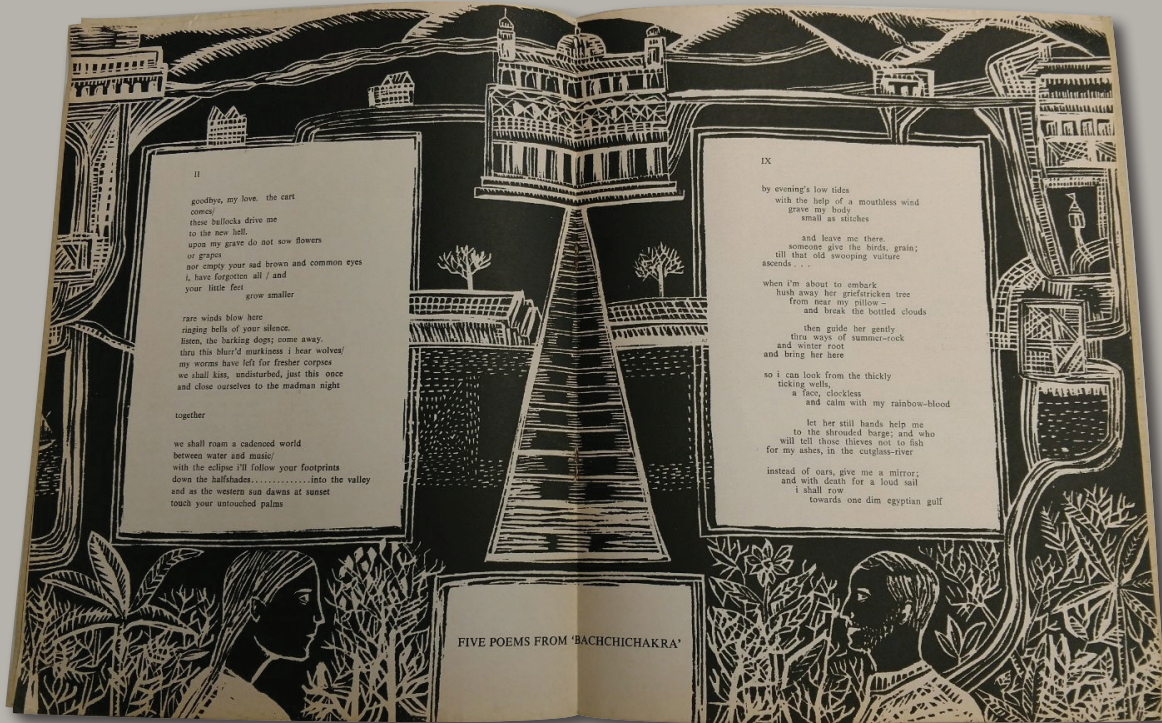 II
goodbye, my love. the cart
comes/
these bullocks drive me
to the new hell.
upon my grave do not sow flowers
or grapes
nor empty your sad brown and common eyes
i, have forgotten all / and
your little feet
grow smaller
rare winds blow here
ringing bells of your silence.
listen, the barking dogs; come away.
thru this blurr'd murkiness i hear wolves/
my worms have left for fresher corpses
we shall kiss, undisturbed, just this once
and close ourselves to the madman night
together
we shall roam a cadenced world
between water and music/
with the eclipse i'll follow your footprints
down the halfshades..............into the valley
and as the western sun dawns at sunset
touch your untouched palms
IX
by evening's low tides
with the help of a mouthless wind
grave my body
small as stitches
and leave me there.
someone give the birds, grain;
till that old swooping vulture
ascends . . .
when i'm about to embark
hush away her griefstricken tree
from near my pillow –
and break the bottled clouds
then guide her gently
thru ways of summer-rock
and winter root
and bring her here
so i can look from the thickly
ticking wells,
a face, clockless
and calm with my rainbow-blood
let her still hands help me
to the shrouded barge; and who
will tell those thieves not to fish
for my ashes, in the cutglass-river
instead of oars, give me a mirror;
and with death for a loud sail
i shall row
towards one dim egyptian gulf
FIVE POEMS FROM 'BACHCHICHAKRA'